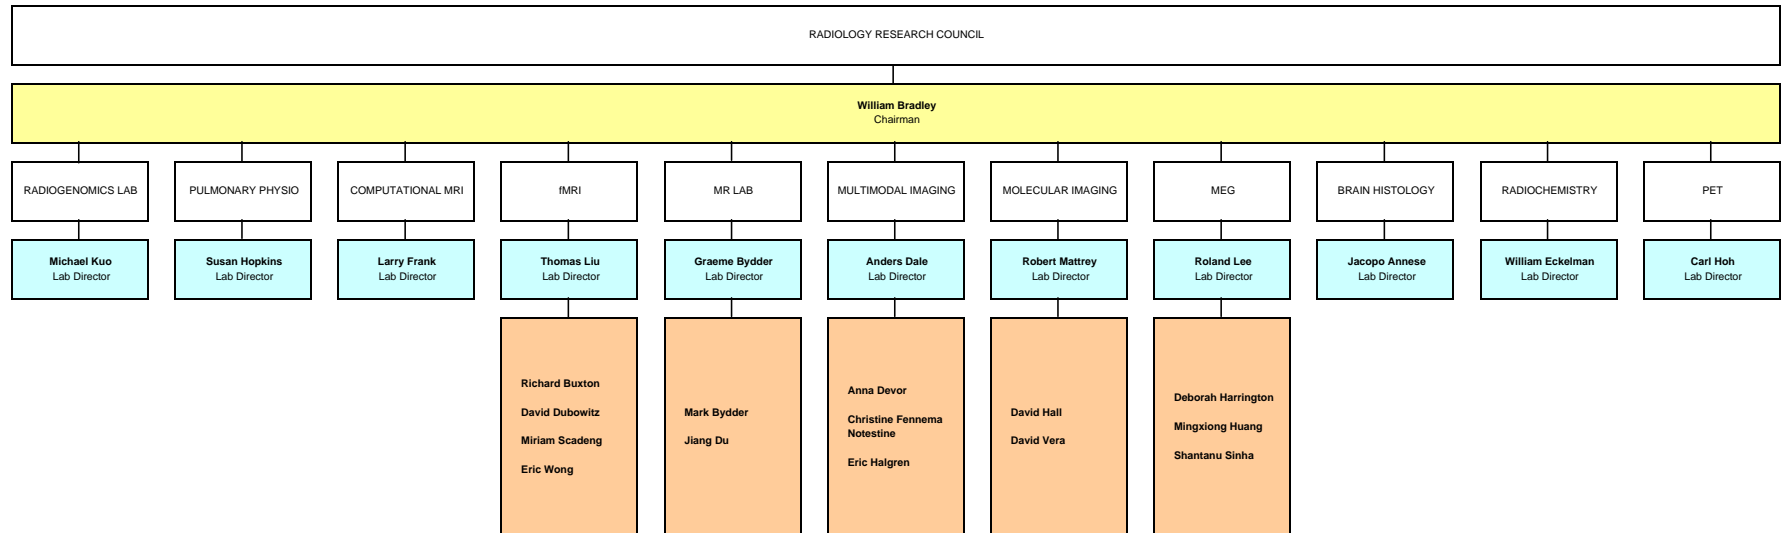 RADIOLOGY RESEARCH COUNCIL
William Bradley
Chairman
RADIOGENOMICS LAB
PULMONARY PHYSIO
COMPUTATIONAL MRI
fMRI
MR LAB
MULTIMODAL IMAGING
MOLECULAR IMAGING
MEG
BRAIN HISTOLOGY
RADIOCHEMISTRY
PET
Michael Kuo
Lab Director
Susan Hopkins
Lab Director
Larry Frank
Lab Director
Thomas Liu
Lab Director
Graeme Bydder
Lab Director
Anders Dale
Lab Director
Robert Mattrey
Lab Director
Roland Lee
Lab Director
Jacopo Annese
Lab Director
William Eckelman
Lab Director
Carl Hoh
Lab Director
Richard Buxton
David Dubowitz
Miriam Scadeng
Eric Wong
Mark Bydder
Jiang Du
Anna Devor
Christine Fennema
Notestine
Eric Halgren
David Hall
David Vera
Deborah Harrington
Mingxiong Huang
Shantanu Sinha